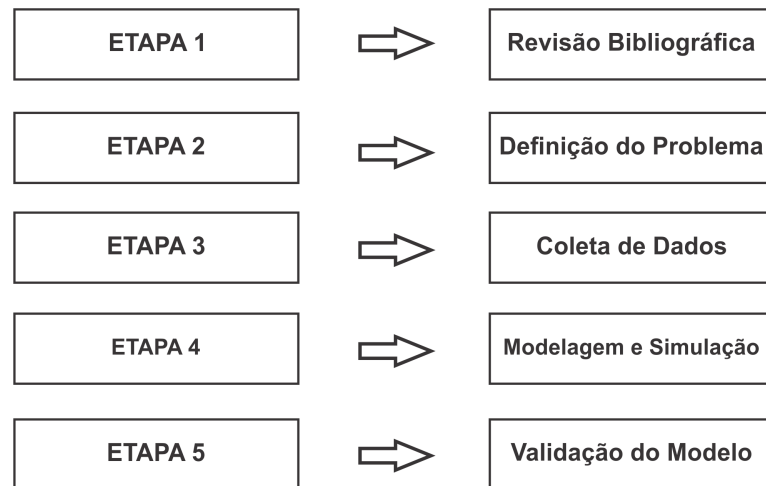 ETAPA 1
Revisão Bibliográfica
ETAPA 2
Definição do Problema
ETAPA 3
Coleta de Dados
ETAPA 4
Modelagem e Simulação
ETAPA 5
Validação do Modelo